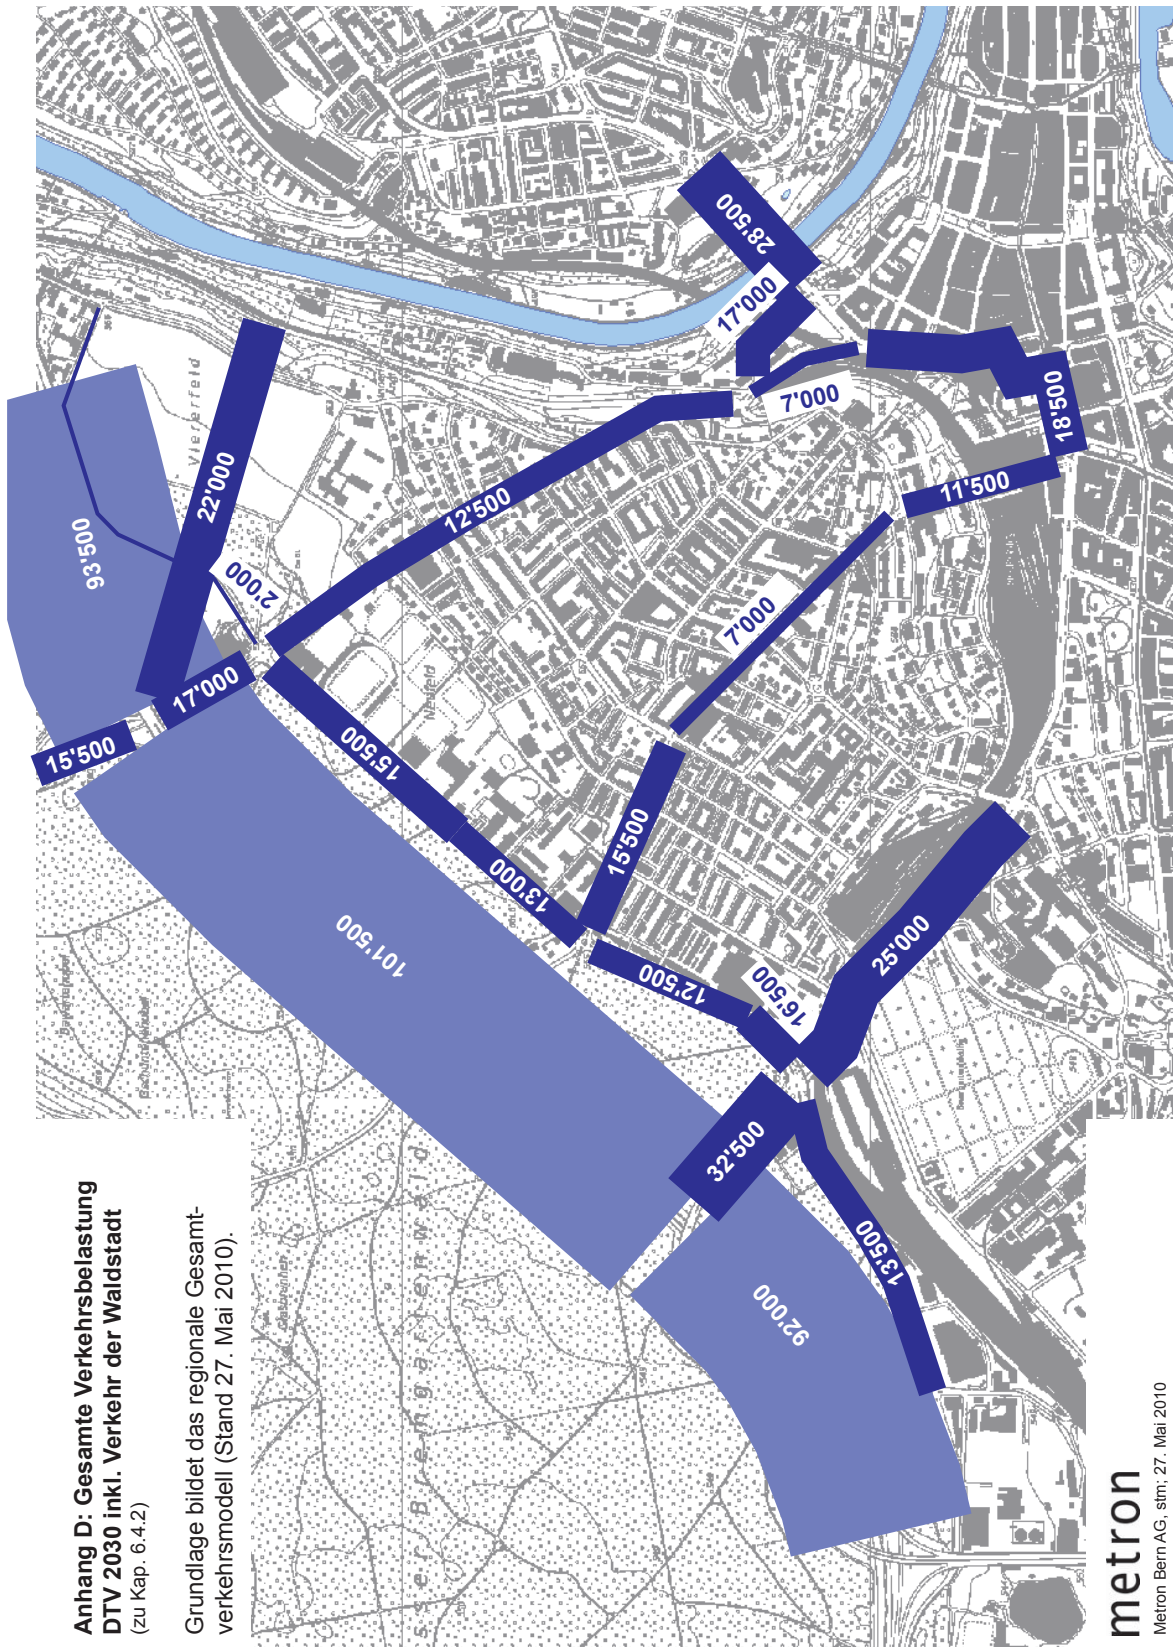 Anhang D: Gesamte Verkehrsbelastung
DTV 2030 inkl. Verkehr der Waldstadt
(zu Kap. 6.4.2)
Grundlage bildet das regionale Gesamt-
verkehrsmodell (Stand 27. Mai 2010).
93'500
22'000
2'000
17'000
15'500
15'500
13'000
101'500
12'500
28'500
17'000
7'000
18'500
11'500
7'000
15'500
12'500
16'500
25'000
32'500
13'500
92'000
Viererfeld
Neufeld
Glasbrunnen
s e r B r e m g a r t e n w a l d
metron
Metron Bern AG, stm; 27. Mai 2010